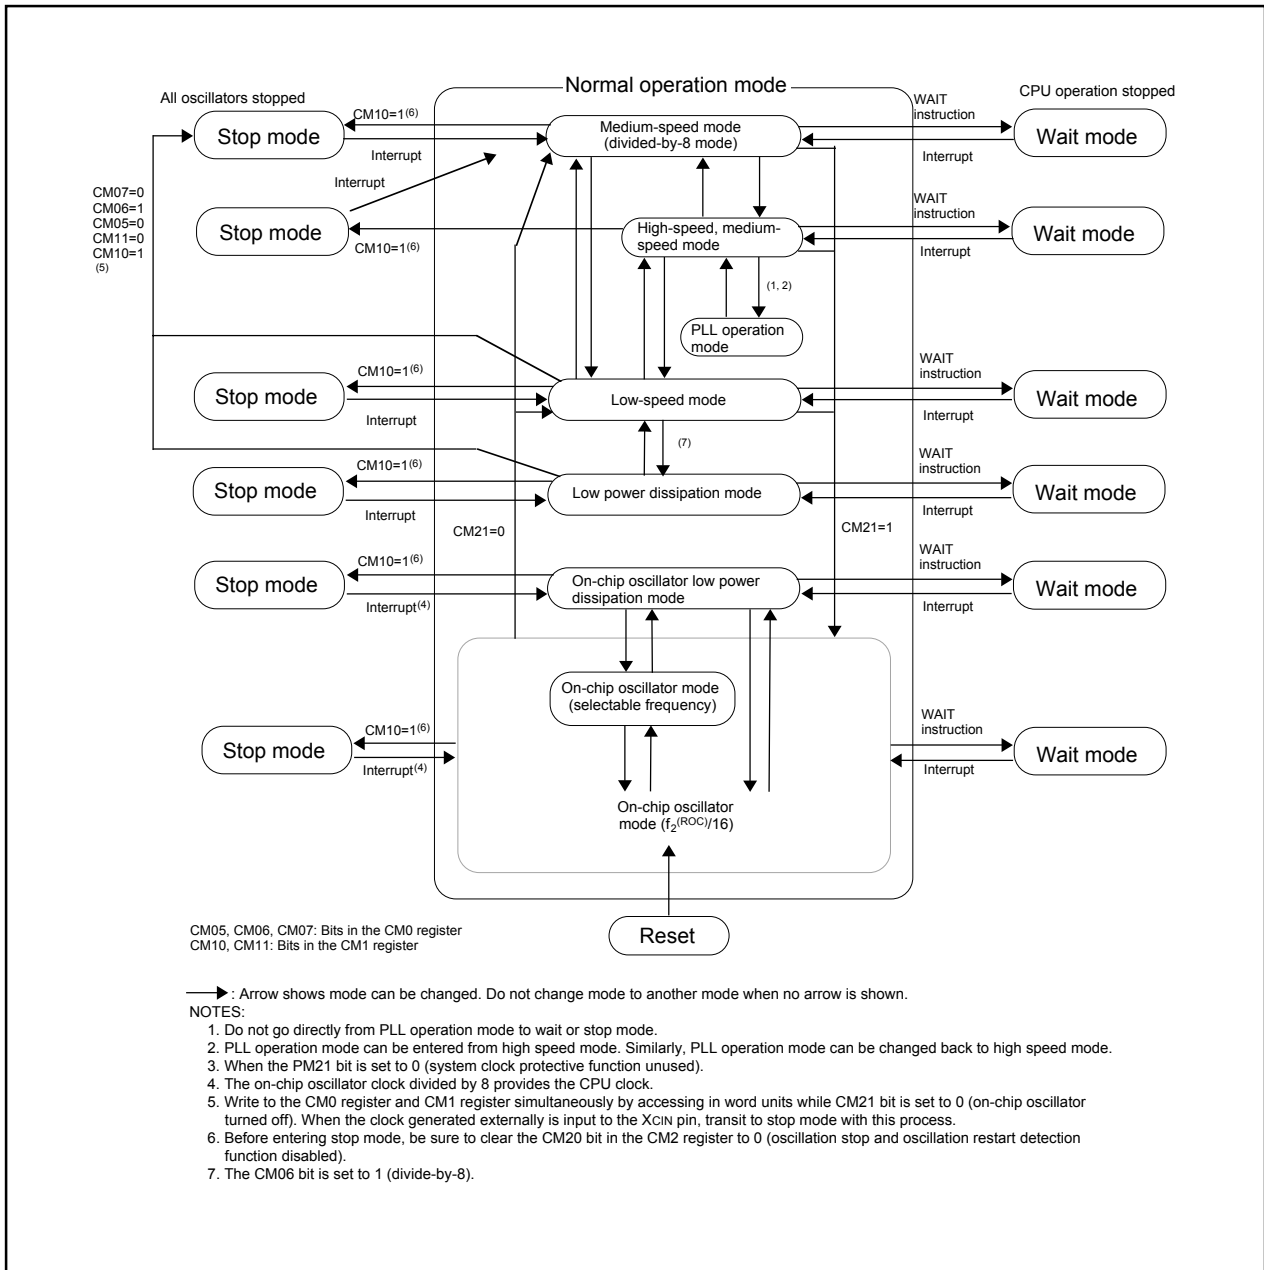 Normal operation mode
All oscillators stopped
CPU operation stopped
CM10=1(6)
Stop mode
Interrupt
Medium-speed mode
(divided-by-8 mode)
WAIT
instruction
Wait mode
Interrupt
Interrupt
CM07=0
CM06=1
CM05=0
CM11=0
CM10=1
(5)
Stop mode
CM10=1(6)
High-speed, medium-
speed mode
WAIT
instruction
Wait mode
Interrupt
(1, 2)
PLL operation
mode
CM10=1(6)
Stop mode
Interrupt
Low-speed mode
WAIT
instruction
Wait mode
Interrupt
(7)
CM10=1(6)
Stop mode
Interrupt
Low power dissipation mode
WAIT
instruction
Wait mode
Interrupt
CM21=0
CM21=1
CM10=1(6)
Stop mode
Interrupt(4)
On-chip oscillator low power
dissipation mode
WAIT
instruction
Wait mode
Interrupt
On-chip oscillator mode
(selectable frequency)
CM10=1(6)
Stop mode
Interrupt(4)
WAIT
instruction
Wait mode
Interrupt
On-chip oscillator
mode (f2(ROC)/16)
Reset
CM05, CM06, CM07: Bits in the CM0 register
CM10, CM11: Bits in the CM1 register
: Arrow shows mode can be changed. Do not change mode to another mode when no arrow is shown.
NOTES:
1. Do not go directly from PLL operation mode to wait or stop mode.
2. PLL operation mode can be entered from high speed mode. Similarly, PLL operation mode can be changed back to high speed mode.
3. When the PM21 bit is set to 0 (system clock protective function unused).
4. The on-chip oscillator clock divided by 8 provides the CPU clock.
5. Write to the CM0 register and CM1 register simultaneously by accessing in word units while CM21 bit is set to 0 (on-chip oscillator
turned off). When the clock generated externally is input to the XCIN pin, transit to stop mode with this process.
6. Before entering stop mode, be sure to clear the CM20 bit in the CM2 register to 0 (oscillation stop and oscillation restart detection
function disabled).
7. The CM06 bit is set to 1 (divide-by-8).